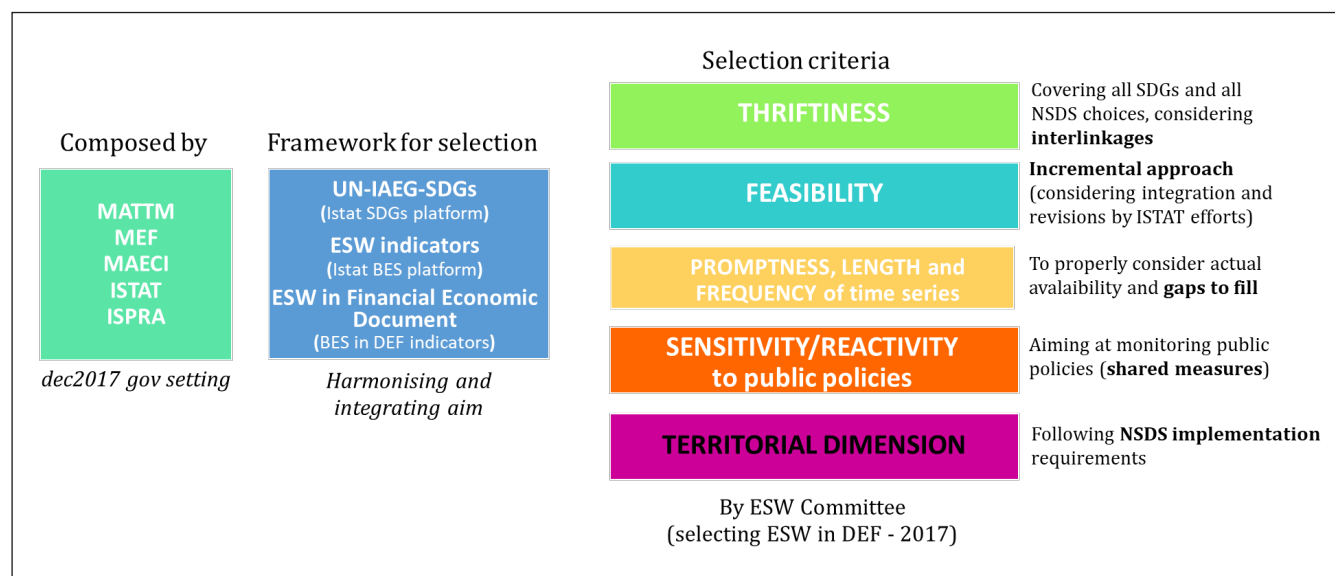 Composed by
MATTM
MEF
MAECI
ISTAT
ISPRA
dec2017 gov setting
Framework for selection
UN-IAEG-SDGs
(Istat SDGs platform)
ESW indicators
(Istat BES platform)
ESW in Financial Economic
Document
(BES in DEF indicators)
Harmonising and
integrating aim
Selection criteria
THRIFTINESS
Covering all SDGs and all
NSDS choices, considering
interlinkages
FEASIBILITY
Incremental approach
(considering integration and
revisions by ISTAT efforts)
PROMPTNESS, LENGTH and
FREQUENCY of time series
To properly consider actual
avalaibility and gaps to fill
SENSITIVITY/REACTIVITY
to public policies
Aiming at monitoring public
policies (shared measures)
TERRITORIAL DIMENSION
Following NSDS implementation
requirements
By ESW Committee
(selecting ESW in DEF - 2017)